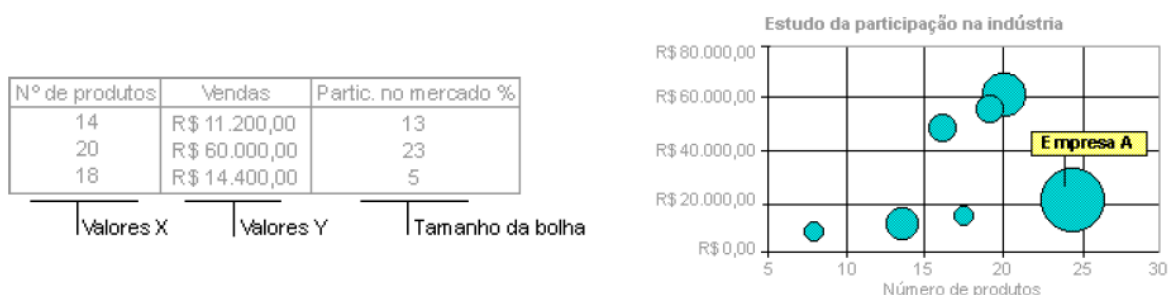 Nº de produtos Vendas Partic. no mercado %
14 R$ 11.200,00 13
20 R$ 60.000,00 23
18 R$ 14.400,00 5
Valores X Valores Y Tamanho da bolha
Estudo da participação na indústria
R$ 80.000,00
R$ 60.000,00
R$ 40.000,00
R$ 20.000,00
R$ 0,00
Empresa A
5 10 15 20 25 30
Número de produtos